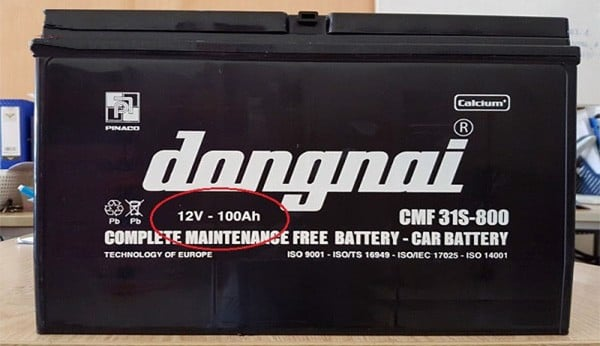 PINACO
Calcium+
dongnai®
Pb Pb
12V - 100Ah
CMF 31S-800
COMPLETE MAINTENANCE FREE BATTERY - CAR BATTERY
TECHNOLOGY OF EUROPE
ISO 9001 - ISO/TS 16949 - ISO/IEC 17025 - ISO 14001